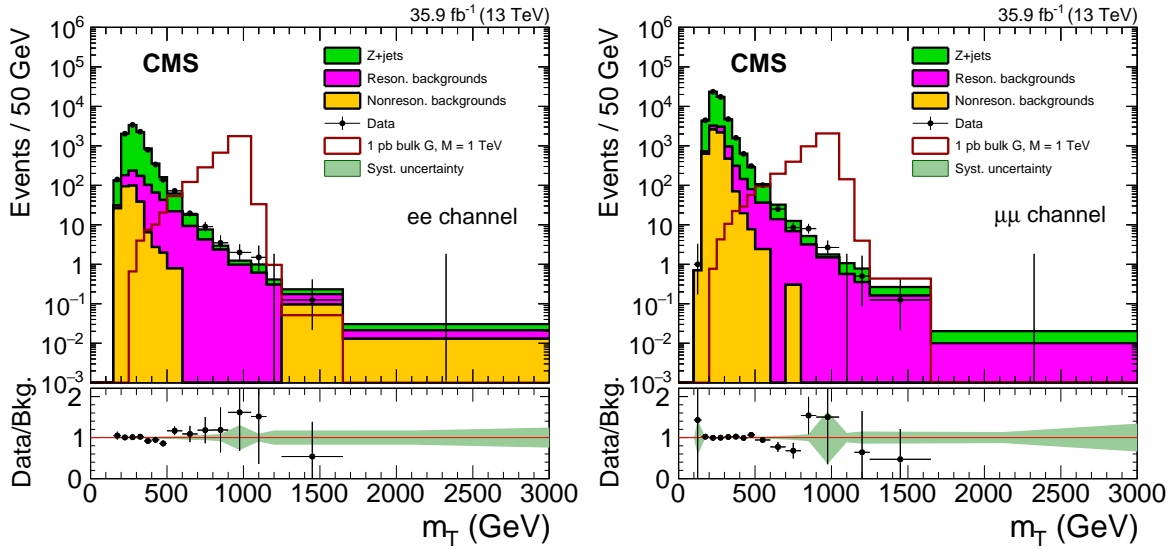 35.9 fb⁻¹ (13 TeV)
Events / 50 GeV
10⁶
10⁵
10⁴
10³
10²
10
1
10⁻¹
10⁻²
10⁻³
CMS
Z+jets
Reson. backgrounds
Nonreson. backgrounds
Data
1 pb bulk G, M = 1 TeV
Syst. uncertainty
ee channel
Data/Bkg.
2
1
0
0 500 1000 1500 2000 2500 3000
m_T (GeV)
35.9 fb⁻¹ (13 TeV)
Events / 50 GeV
10⁶
10⁵
10⁴
10³
10²
10
1
10⁻¹
10⁻²
10⁻³
CMS
Z+jets
Reson. backgrounds
Nonreson. backgrounds
Data
1 pb bulk G, M = 1 TeV
Syst. uncertainty
μμ channel
Data/Bkg.
2
1
0
0 500 1000 1500 2000 2500 3000
m_T (GeV)